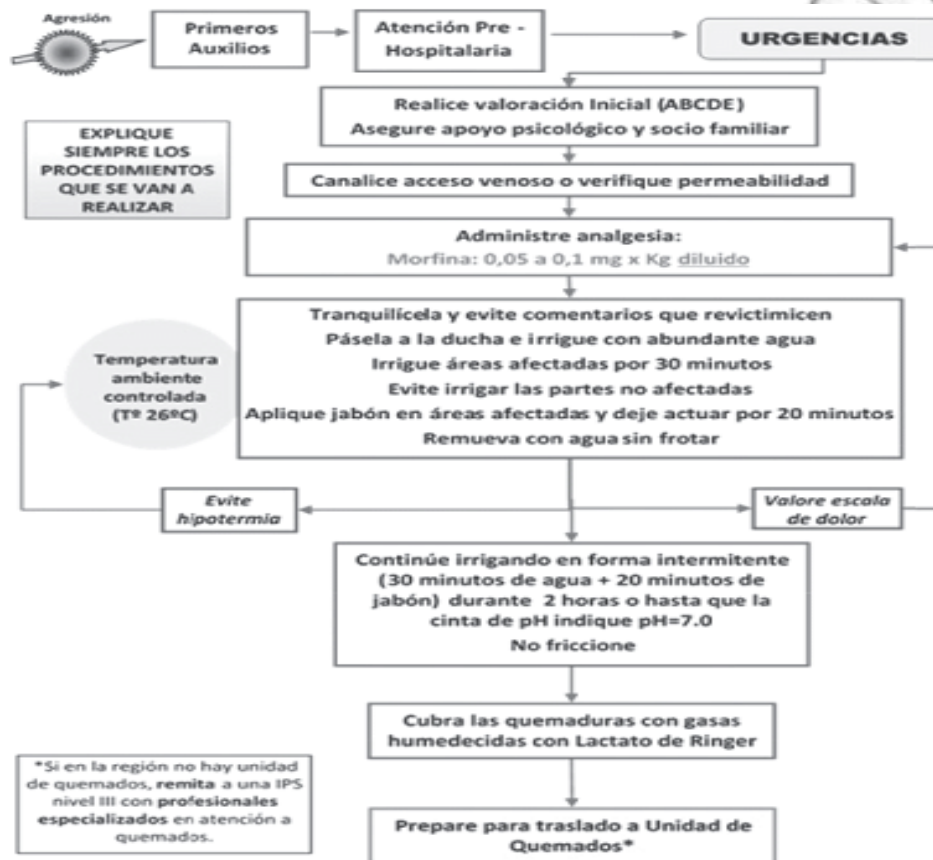 Agresión
Primeros
Auxilios
Atención Pre -
Hospitalaria
URGENCIAS
Realice valoración Inicial (ABCDE)
Asegure apoyo psicológico y socio familiar
EXPLIQUE
SIEMPRE LOS
PROCEDIMIENTOS
QUE SE VAN A
REALIZAR
Canalice acceso venoso o verifique permeabilidad
Administre analgesia:
Morfina: 0,05 a 0,1 mg x Kg diluido
Tranquilícela y evite comentarios que revictimicen
Pásela a la ducha e irrigue con abundante agua
Irrigue áreas afectadas por 30 minutos
Evite irrigar las partes no afectadas
Aplique jabón en áreas afectadas y deje actuar por 20 minutos
Remueva con agua sin frotar
Temperatura
ambiente
controlada
(Tº 26ºC)
Evite
hipotermia
Valore escala
de dolor
Continúe irrigando en forma intermitente
(30 minutos de agua + 20 minutos de
jabón) durante 2 horas o hasta que la
cinta de pH indique pH=7.0
No friccione
Cubra las quemaduras con gasas
humedecidas con Lactato de Ringer
*Si en la región no hay unidad
de quemados, remita a una IPS
nivel III con profesionales
especializados en atención a
quemados.
Prepare para traslado a Unidad de
Quemados*